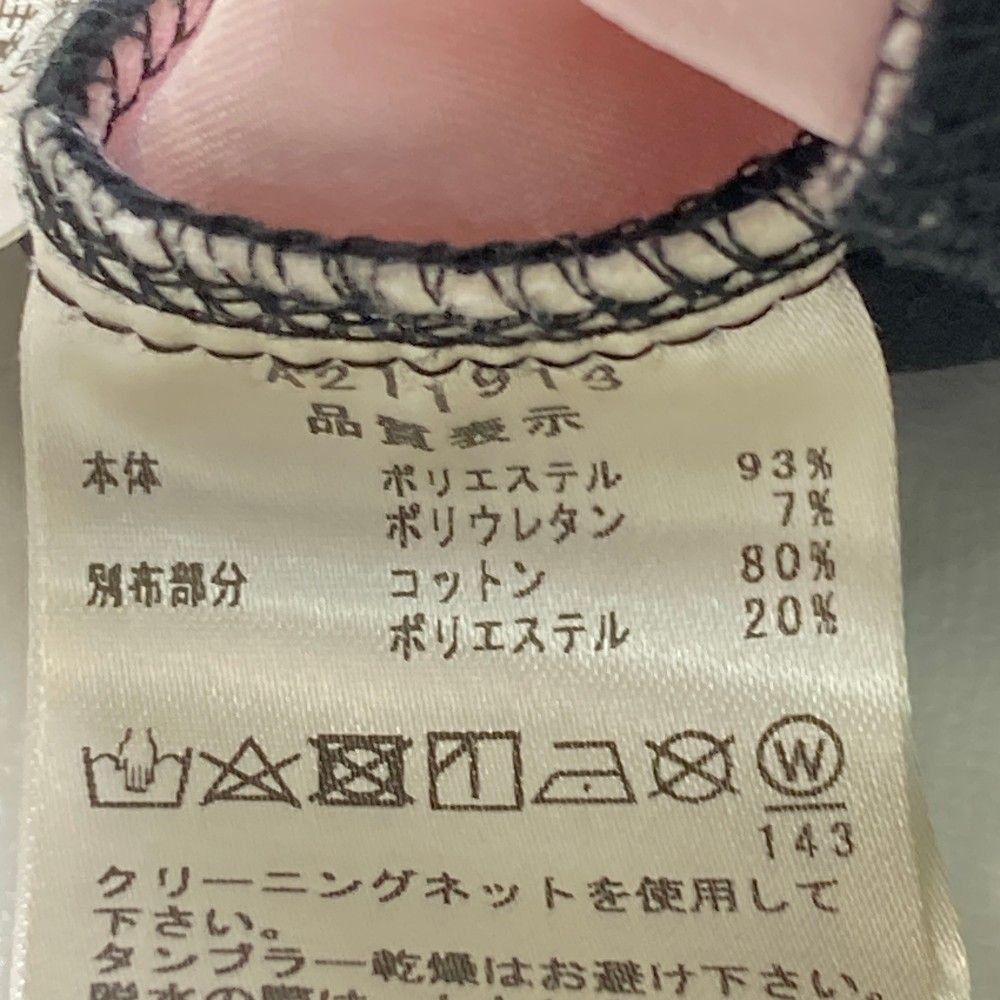 A211913
品質表示
本体 ポリエステル 93%
ポリウレタン 7%
別布部分 コットン 80%
ポリエステル 20%
W
143
クリーニングネットを使用して
下さい。
タンブラー乾燥はお避け下さい。